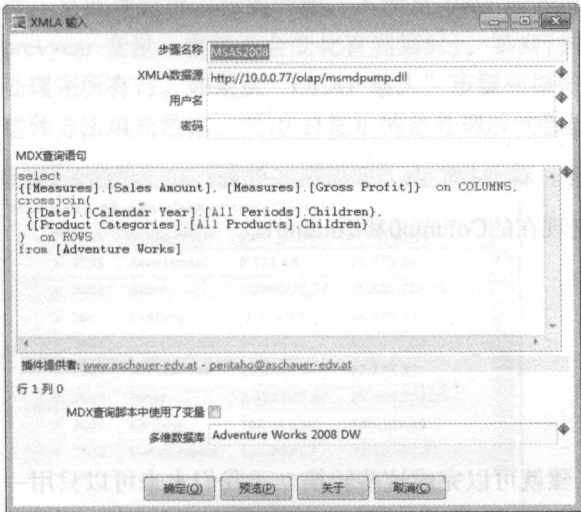 XMLA 输入
步骤名称 MSAS2008
XMLA数据源 http://10.0.0.77/olap/msmdpump.dll
用户名
密码
MDX查询语句
select
{[Measures].[Sales Amount], [Measures].[Gross Profit]} on COLUMNS,
crossjoin(
{[Date].[Calendar Year].[All Periods].Children},
{[Product Categories].[All Products].Children}
) on ROWS
from [Adventure Works]
插件提供者: www.aschauer-edv.at - pentaho@aschauer-edv.at
行 1 列 0
MDX查询脚本中使用了变量
多维数据库 Adventure Works 2008 DW
确定(O) 预览(P) 关于 取消(C)